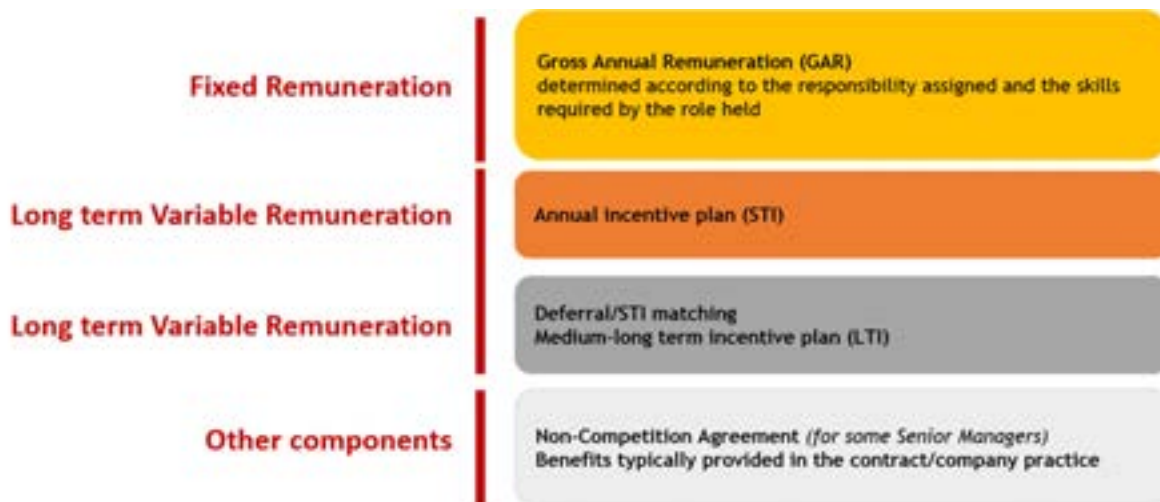 Fixed Remuneration
Gross Annual Remuneration (GAR)
determined according to the responsibility assigned and the skills
required by the role held
Long term Variable Remuneration
Annual incentive plan (STI)
Long term Variable Remuneration
Deferral/STI matching
Medium-long term incentive plan (LTI)
Other components
Non-Competition Agreement (for some Senior Managers)
Benefits typically provided in the contract/company practice